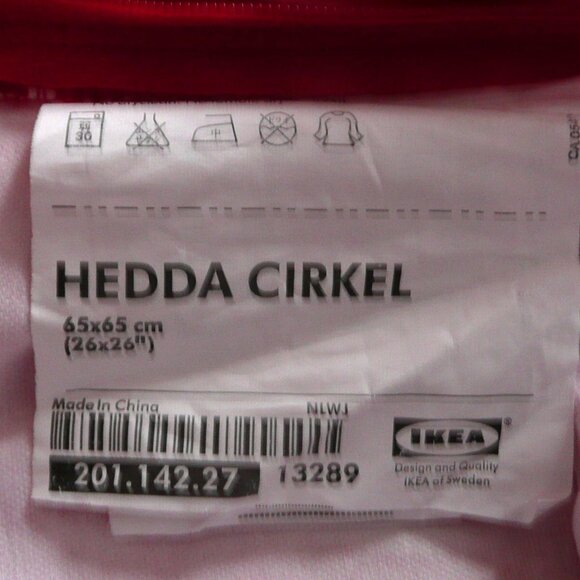 HEDDA CIRKEL
65x65 cm
(26x26")
Made in China NLWJ
201.142.27 13289
IKEA®
Design and Quality
IKEA of Sweden